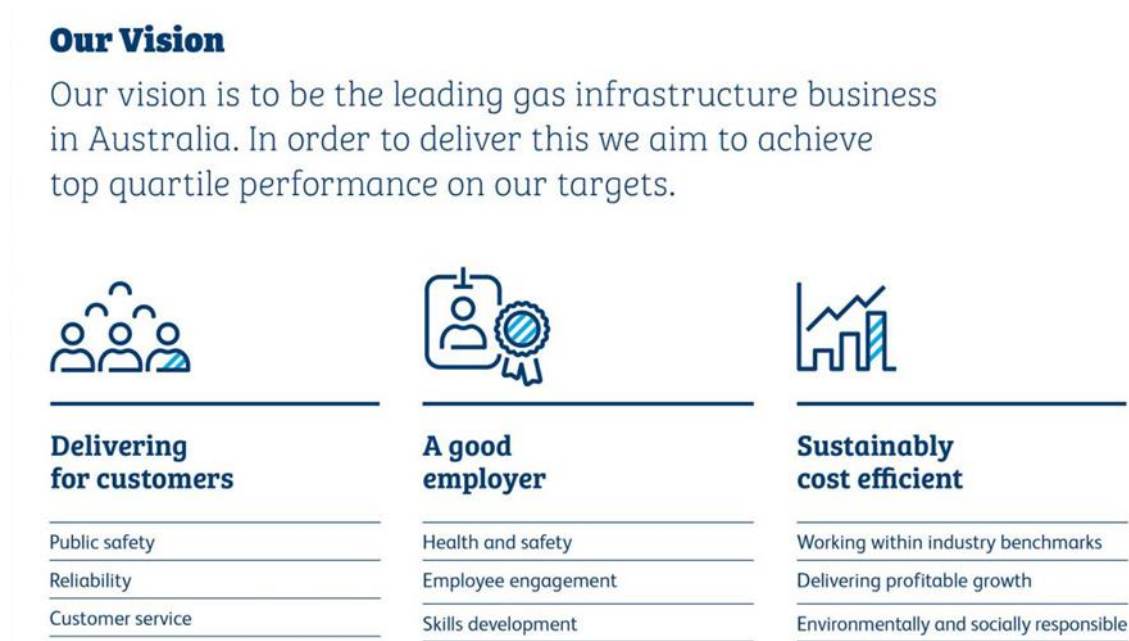 Our Vision
Our vision is to be the leading gas infrastructure business
in Australia. In order to deliver this we aim to achieve
top quartile performance on our targets.
Delivering
for customers
Public safety
Reliability
Customer service
A good
employer
Health and safety
Employee engagement
Skills development
Sustainably
cost efficient
Working within industry benchmarks
Delivering profitable growth
Environmentally and socially responsible